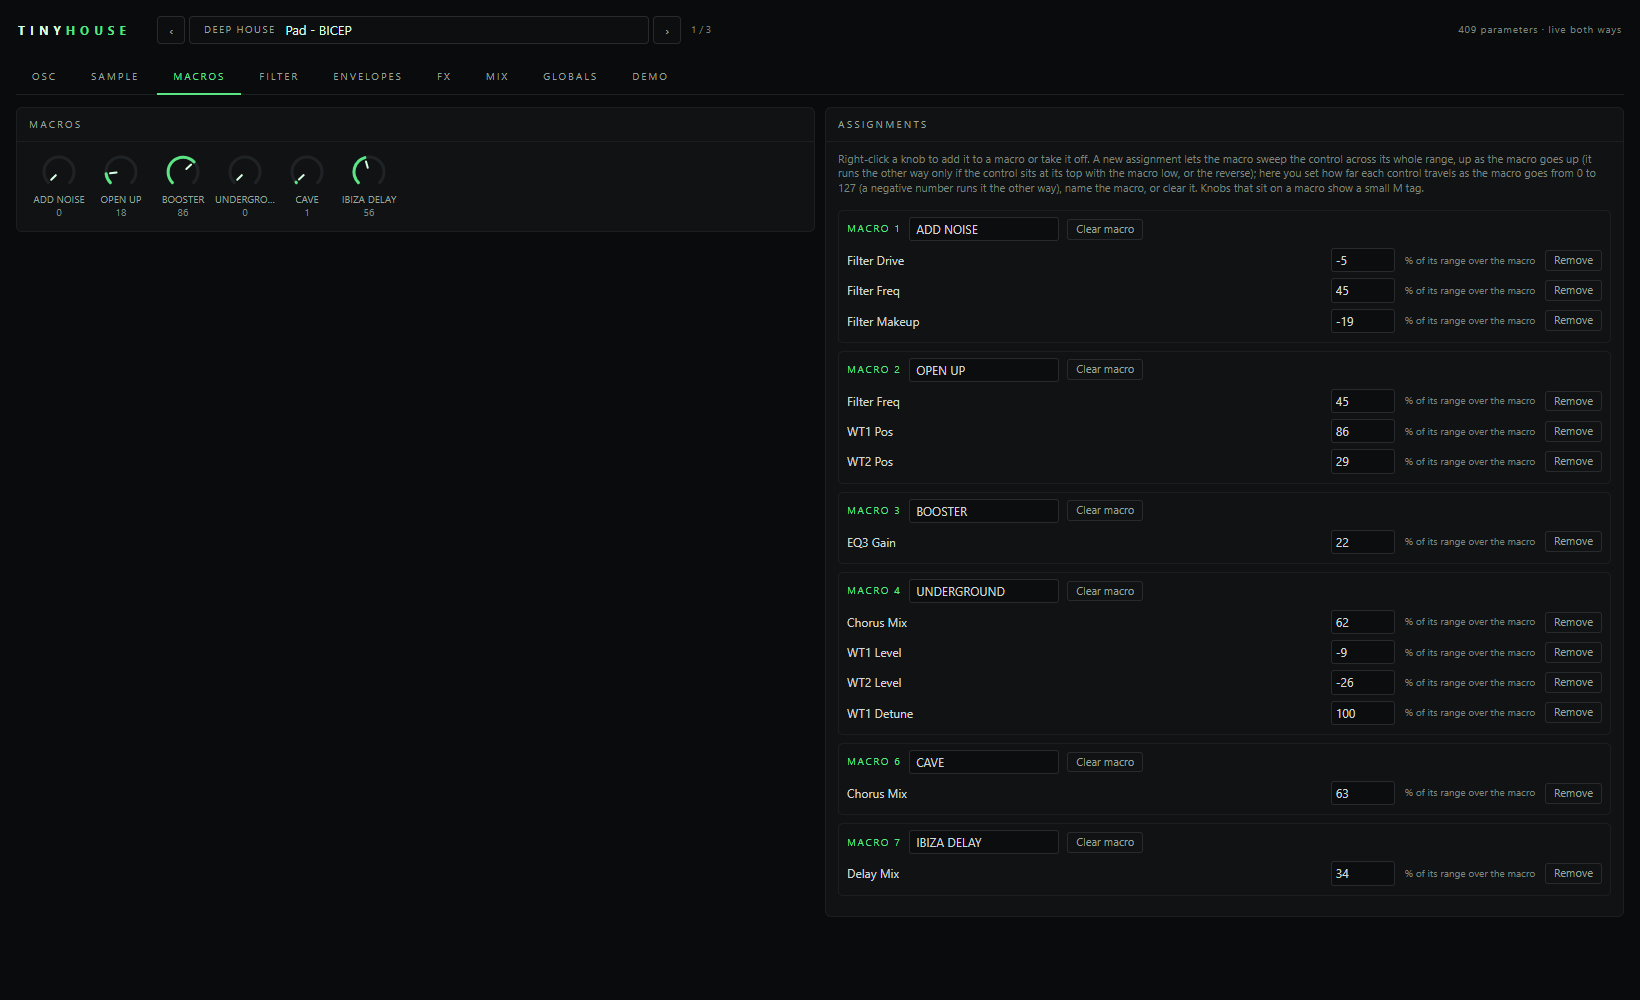 TINYHOUSE
‹
DEEP HOUSE Pad - BICEP
›
1 / 3
409 parameters · live both ways
OSC
SAMPLE
MACROS
FILTER
ENVELOPES
FX
MIX
GLOBALS
DEMO
MACROS
ADD NOISE
0
OPEN UP
18
BOOSTER
86
UNDERGRO...
0
CAVE
1
IBIZA DELAY
56
ASSIGNMENTS
Right-click a knob to add it to a macro or take it off. A new assignment lets the macro sweep the control across its whole range, up as the macro goes up (it
runs the other way only if the control sits at its top with the macro low, or the reverse); here you set how far each control travels as the macro goes from 0 to
127 (a negative number runs it the other way), name the macro, or clear it. Knobs that sit on a macro show a small M tag.
MACRO 1 ADD NOISE Clear macro
Filter Drive -5 % of its range over the macro Remove
Filter Freq 45 % of its range over the macro Remove
Filter Makeup -19 % of its range over the macro Remove
MACRO 2 OPEN UP Clear macro
Filter Freq 45 % of its range over the macro Remove
WT1 Pos 86 % of its range over the macro Remove
WT2 Pos 29 % of its range over the macro Remove
MACRO 3 BOOSTER Clear macro
EQ3 Gain 22 % of its range over the macro Remove
MACRO 4 UNDERGROUND Clear macro
Chorus Mix 62 % of its range over the macro Remove
WT1 Level -9 % of its range over the macro Remove
WT2 Level -26 % of its range over the macro Remove
WT1 Detune 100 % of its range over the macro Remove
MACRO 6 CAVE Clear macro
Chorus Mix 63 % of its range over the macro Remove
MACRO 7 IBIZA DELAY Clear macro
Delay Mix 34 % of its range over the macro Remove